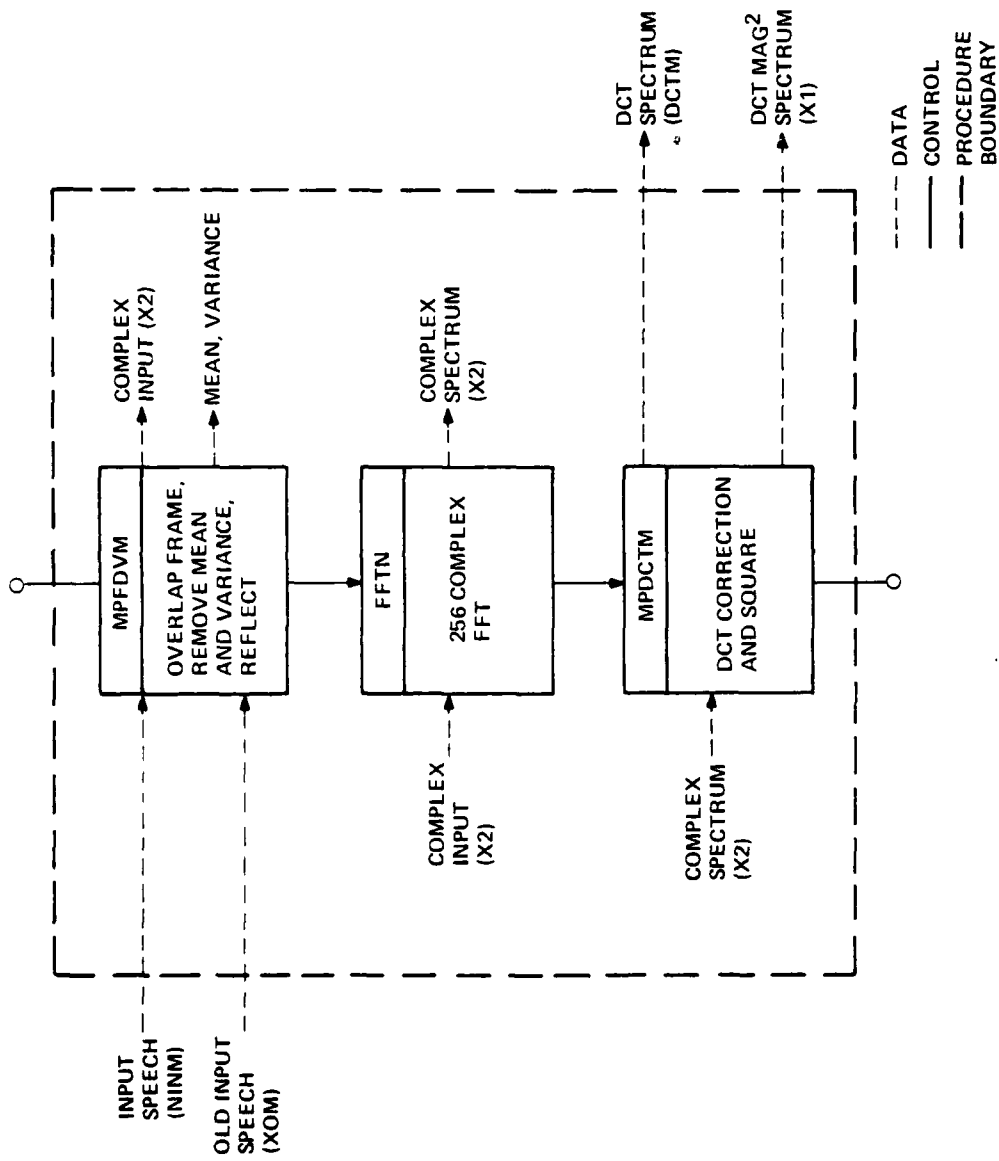 INPUT
SPEECH
(NINM)
OLD INPUT
SPEECH
(XOM)
MPFDVM
OVERLAP FRAME,
REMOVE MEAN
AND VARIANCE,
REFLECT
COMPLEX
INPUT (X2)
MEAN, VARIANCE
COMPLEX
INPUT
(X2)
FFTN
256 COMPLEX
FFT
COMPLEX
SPECTRUM
(X2)
COMPLEX
SPECTRUM
(X2)
MPDCTM
DCT CORRECTION
AND SQUARE
DCT
SPECTRUM
(DCTM)
DCT MAG²
SPECTRUM
(X1)
DATA
CONTROL
PROCEDURE
BOUNDARY